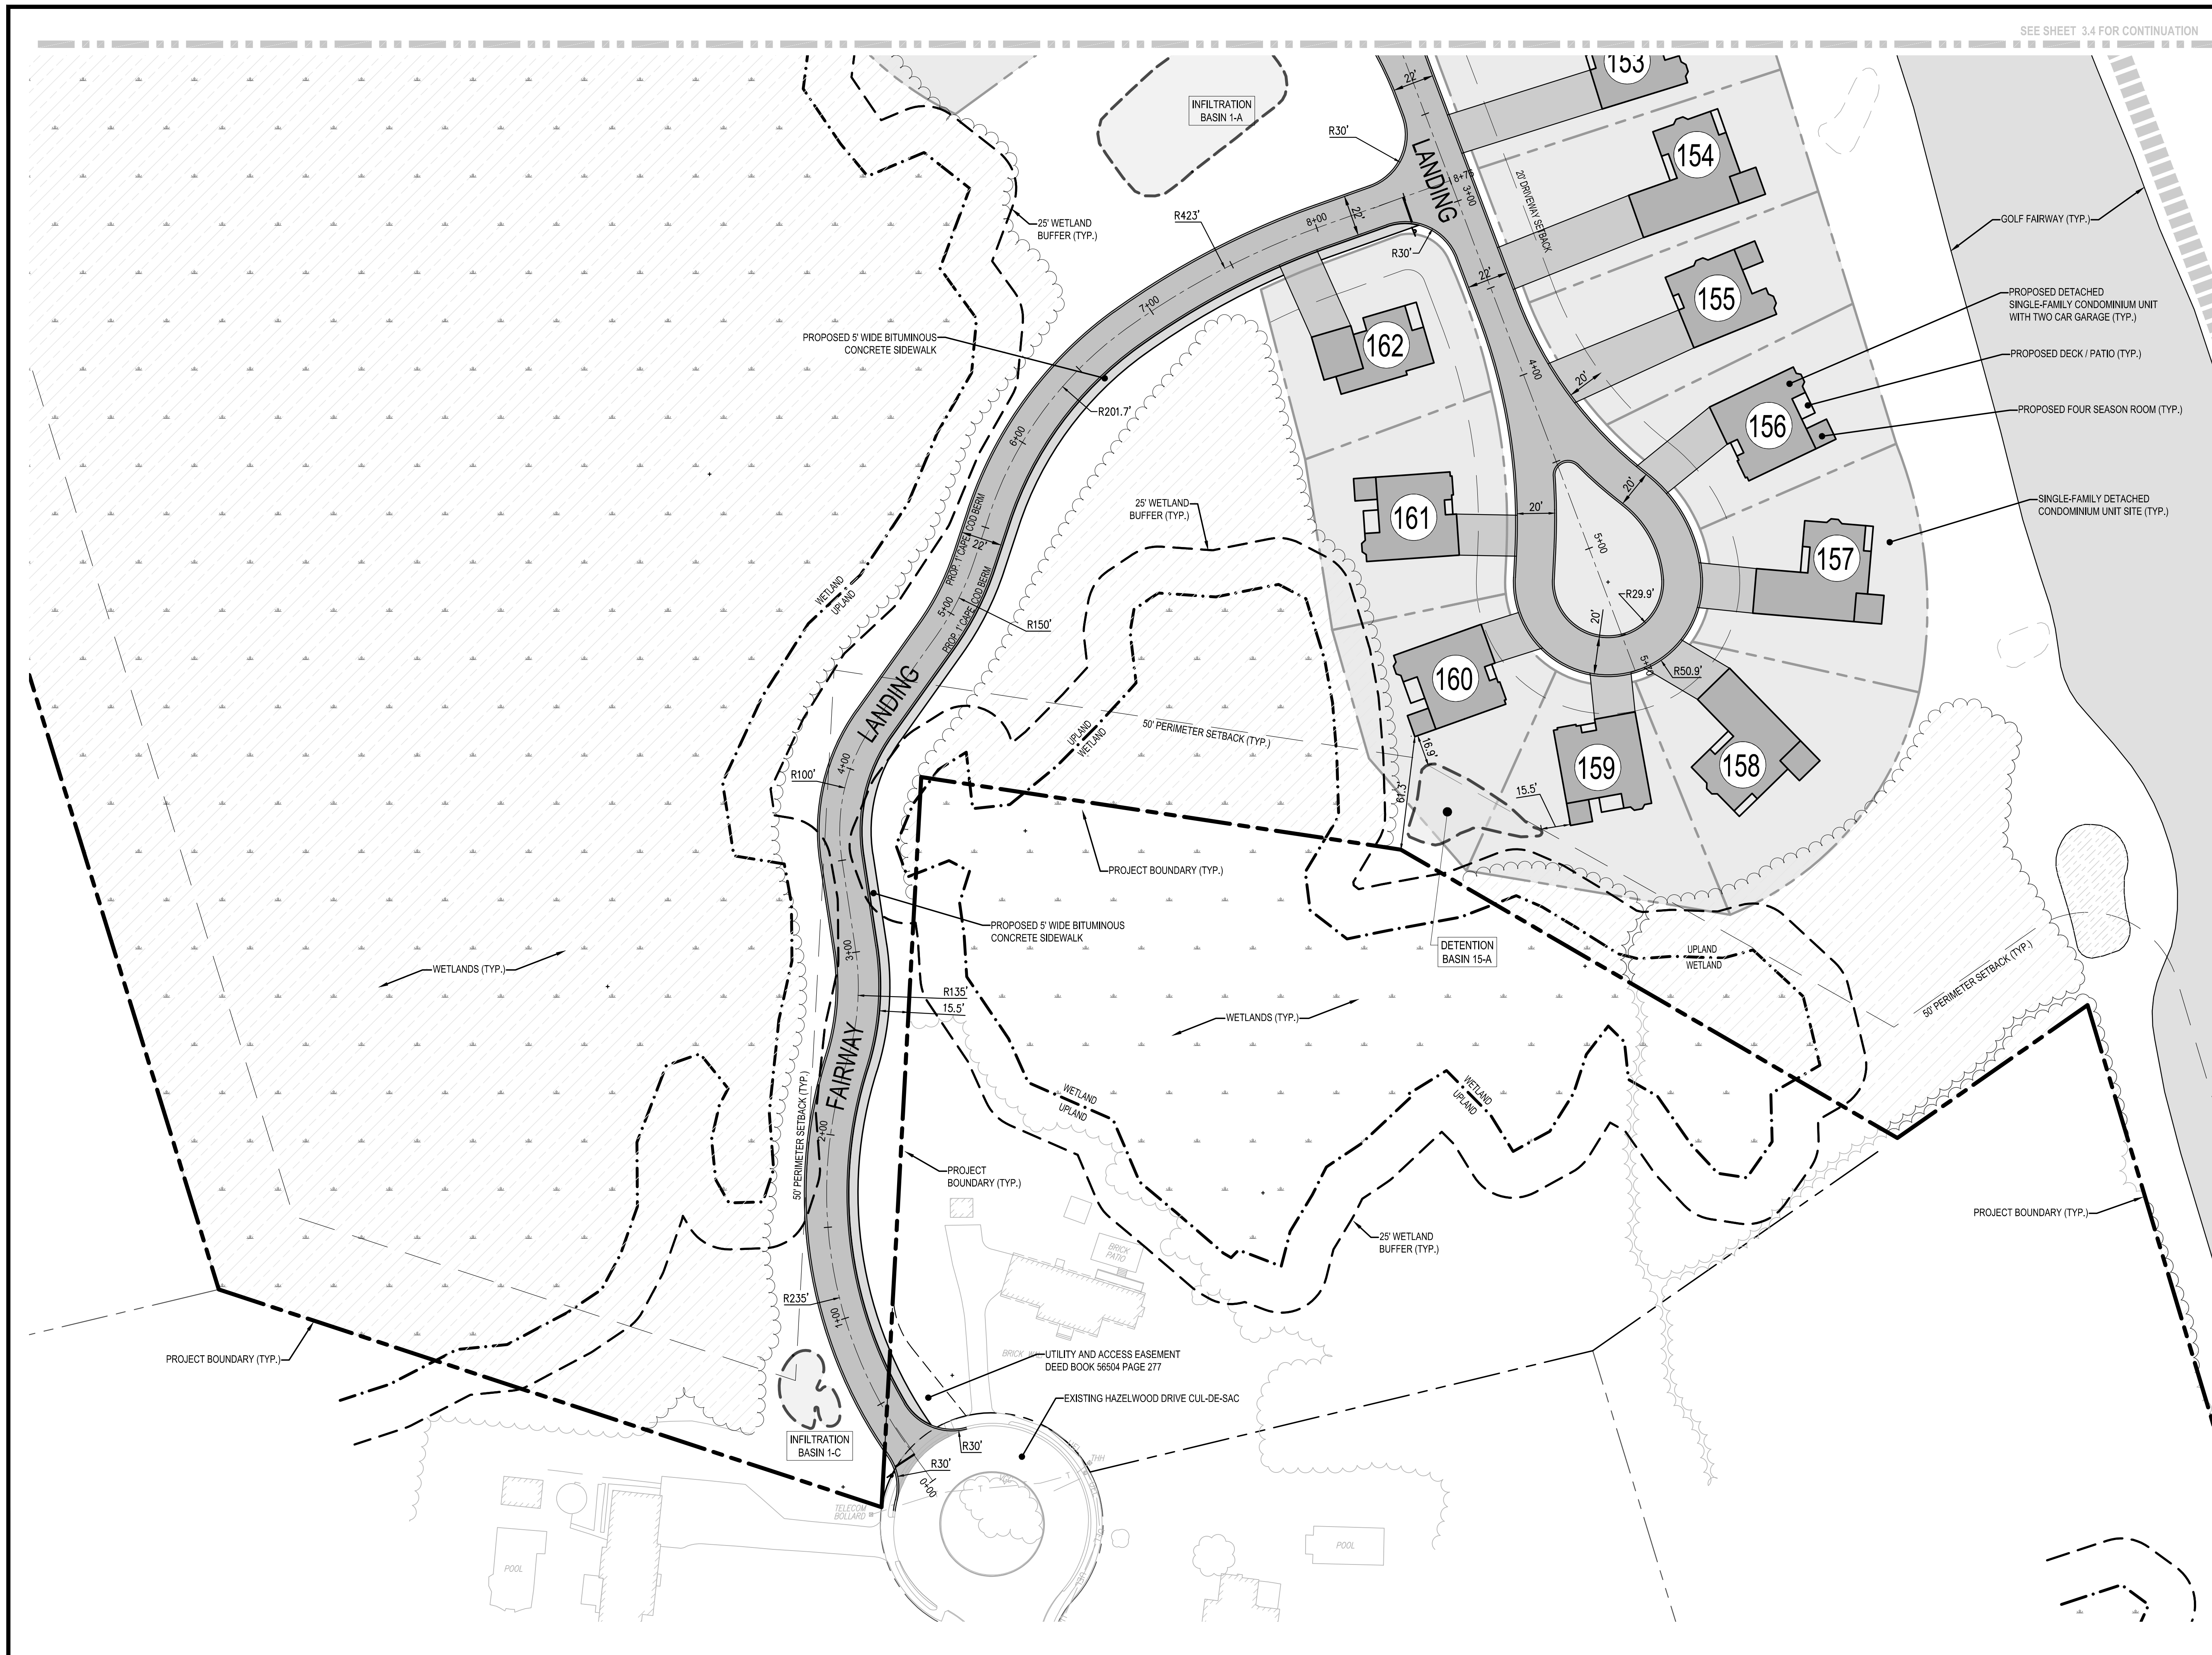 SEE SHEET 3.4 FOR CONTINUATION
153
22'
INFILTRATION
BASIN 1-A
R30'
154
LANDING
8+76
3+00
20' DRIVEWAY SETBACK
R423'
8+00
22'
R30'
25' WETLAND
BUFFER (TYP.)
GOLF FAIRWAY (TYP.)
22'
155
PROPOSED DETACHED
SINGLE-FAMILY CONDOMINIUM UNIT
WITH TWO CAR GARAGE (TYP.)
7+00
PROPOSED 5' WIDE BITUMINOUS
CONCRETE SIDEWALK
162
4+00
20'
PROPOSED DECK / PATIO (TYP.)
R201.7'
PROPOSED FOUR SEASON ROOM (TYP.)
156
6+00
20'
25' WETLAND
BUFFER (TYP.)
161
20'
SINGLE-FAMILY DETACHED
CONDOMINIUM UNIT SITE (TYP.)
PROP. 1' CAPE COD BERM
22'
5+00
157
WETLAND
UPLAND
5+00
PROP. 1' CAPE COD BERM
R29.9'
20'
R150'
160
R50.9'
LANDING
UPLAND
WETLAND
50' PERIMETER SETBACK (TYP.)
16.9'
159
158
R100'
4+00
61.3'
15.5'
PROJECT BOUNDARY (TYP.)
PROPOSED 5' WIDE BITUMINOUS
CONCRETE SIDEWALK
DETENTION
BASIN 15-A
UPLAND
WETLAND
3+00
WETLANDS (TYP.)
50' PERIMETER SETBACK (TYP.)
R135'
15.5'
WETLANDS (TYP.)
FAIRWAY
50' PERIMETER SETBACK (TYP.)
2+00
WETLAND
UPLAND
WETLAND
UPLAND
PROJECT
BOUNDARY (TYP.)
PROJECT BOUNDARY (TYP.)
25' WETLAND
BUFFER (TYP.)
BRICK
PATIO
R235'
1+00
PROJECT BOUNDARY (TYP.)
BRICK
UTILITY AND ACCESS EASEMENT
DEED BOOK 56504 PAGE 277
EXISTING HAZELWOOD DRIVE CUL-DE-SAC
INFILTRATION
BASIN 1-C
R30'
R30'
0+00
THH
T
T
TELECOM
BOLLARD
POOL
POOL